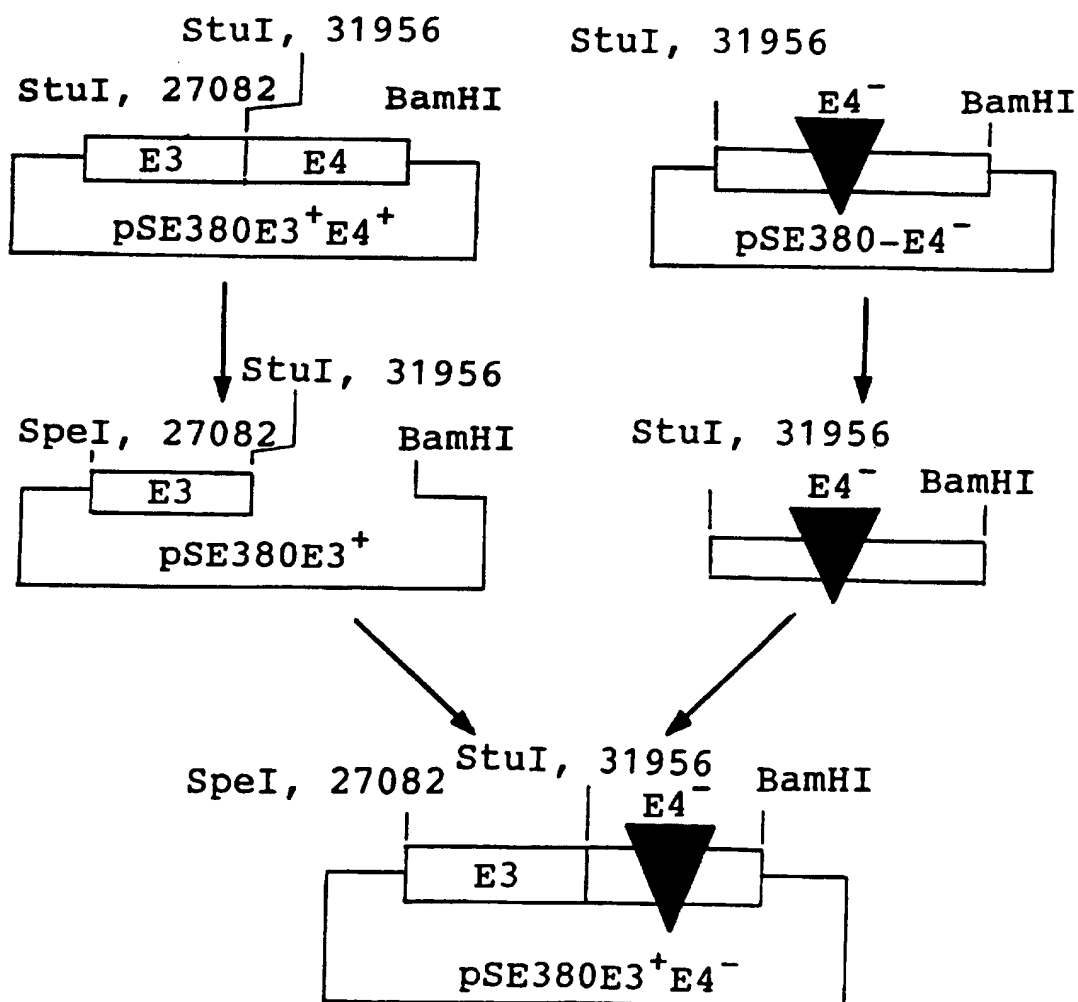 StuI, 31956
StuI, 27082
BamHI
E3
E4
pSE380E3⁺E4⁺
StuI, 31956
E4⁻
BamHI
pSE380-E4⁻
StuI, 31956
SpeI, 27082
BamHI
E3
pSE380E3⁺
StuI, 31956
E4⁻
BamHI
SpeI, 27082
StuI, 31956
E4⁻
BamHI
E3
pSE380E3⁺E4⁻